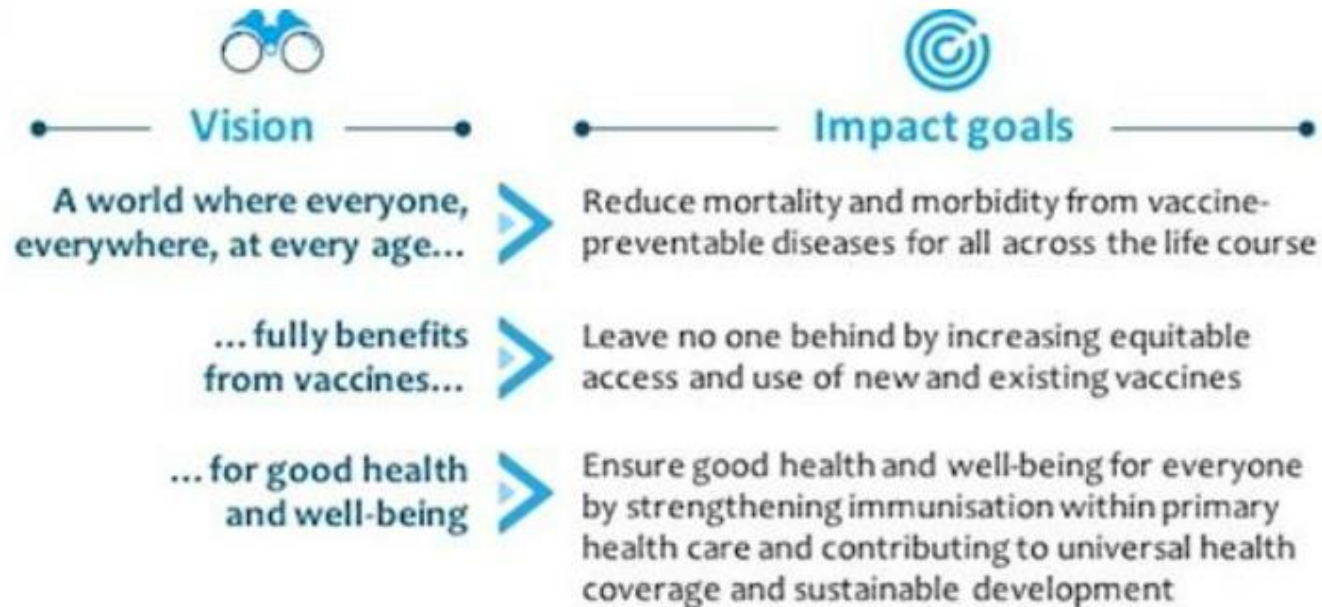 Vision
Impact goals
A world where everyone,
everywhere, at every age...
Reduce mortality and morbidity from vaccine-
preventable diseases for all across the life course
...fully benefits
from vaccines...
Leave no one behind by increasing equitable
access and use of new and existing vaccines
...for good health
and well-being
Ensure good health and well-being for everyone
by strengthening immunisation within primary
health care and contributing to universal health
coverage and sustainable development